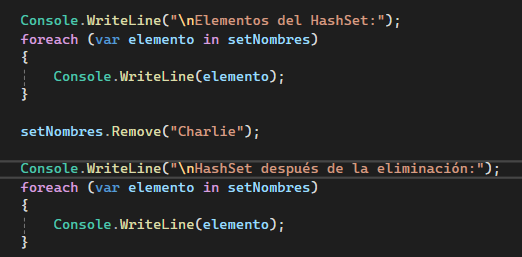 Console.WriteLine("\nElementos del HashSet:");
foreach (var elemento in setNombres)
{
    Console.WriteLine(elemento);
}

setNombres.Remove("Charlie");

Console.WriteLine("\nHashSet después de la eliminación:");
foreach (var elemento in setNombres)
{
    Console.WriteLine(elemento);
}